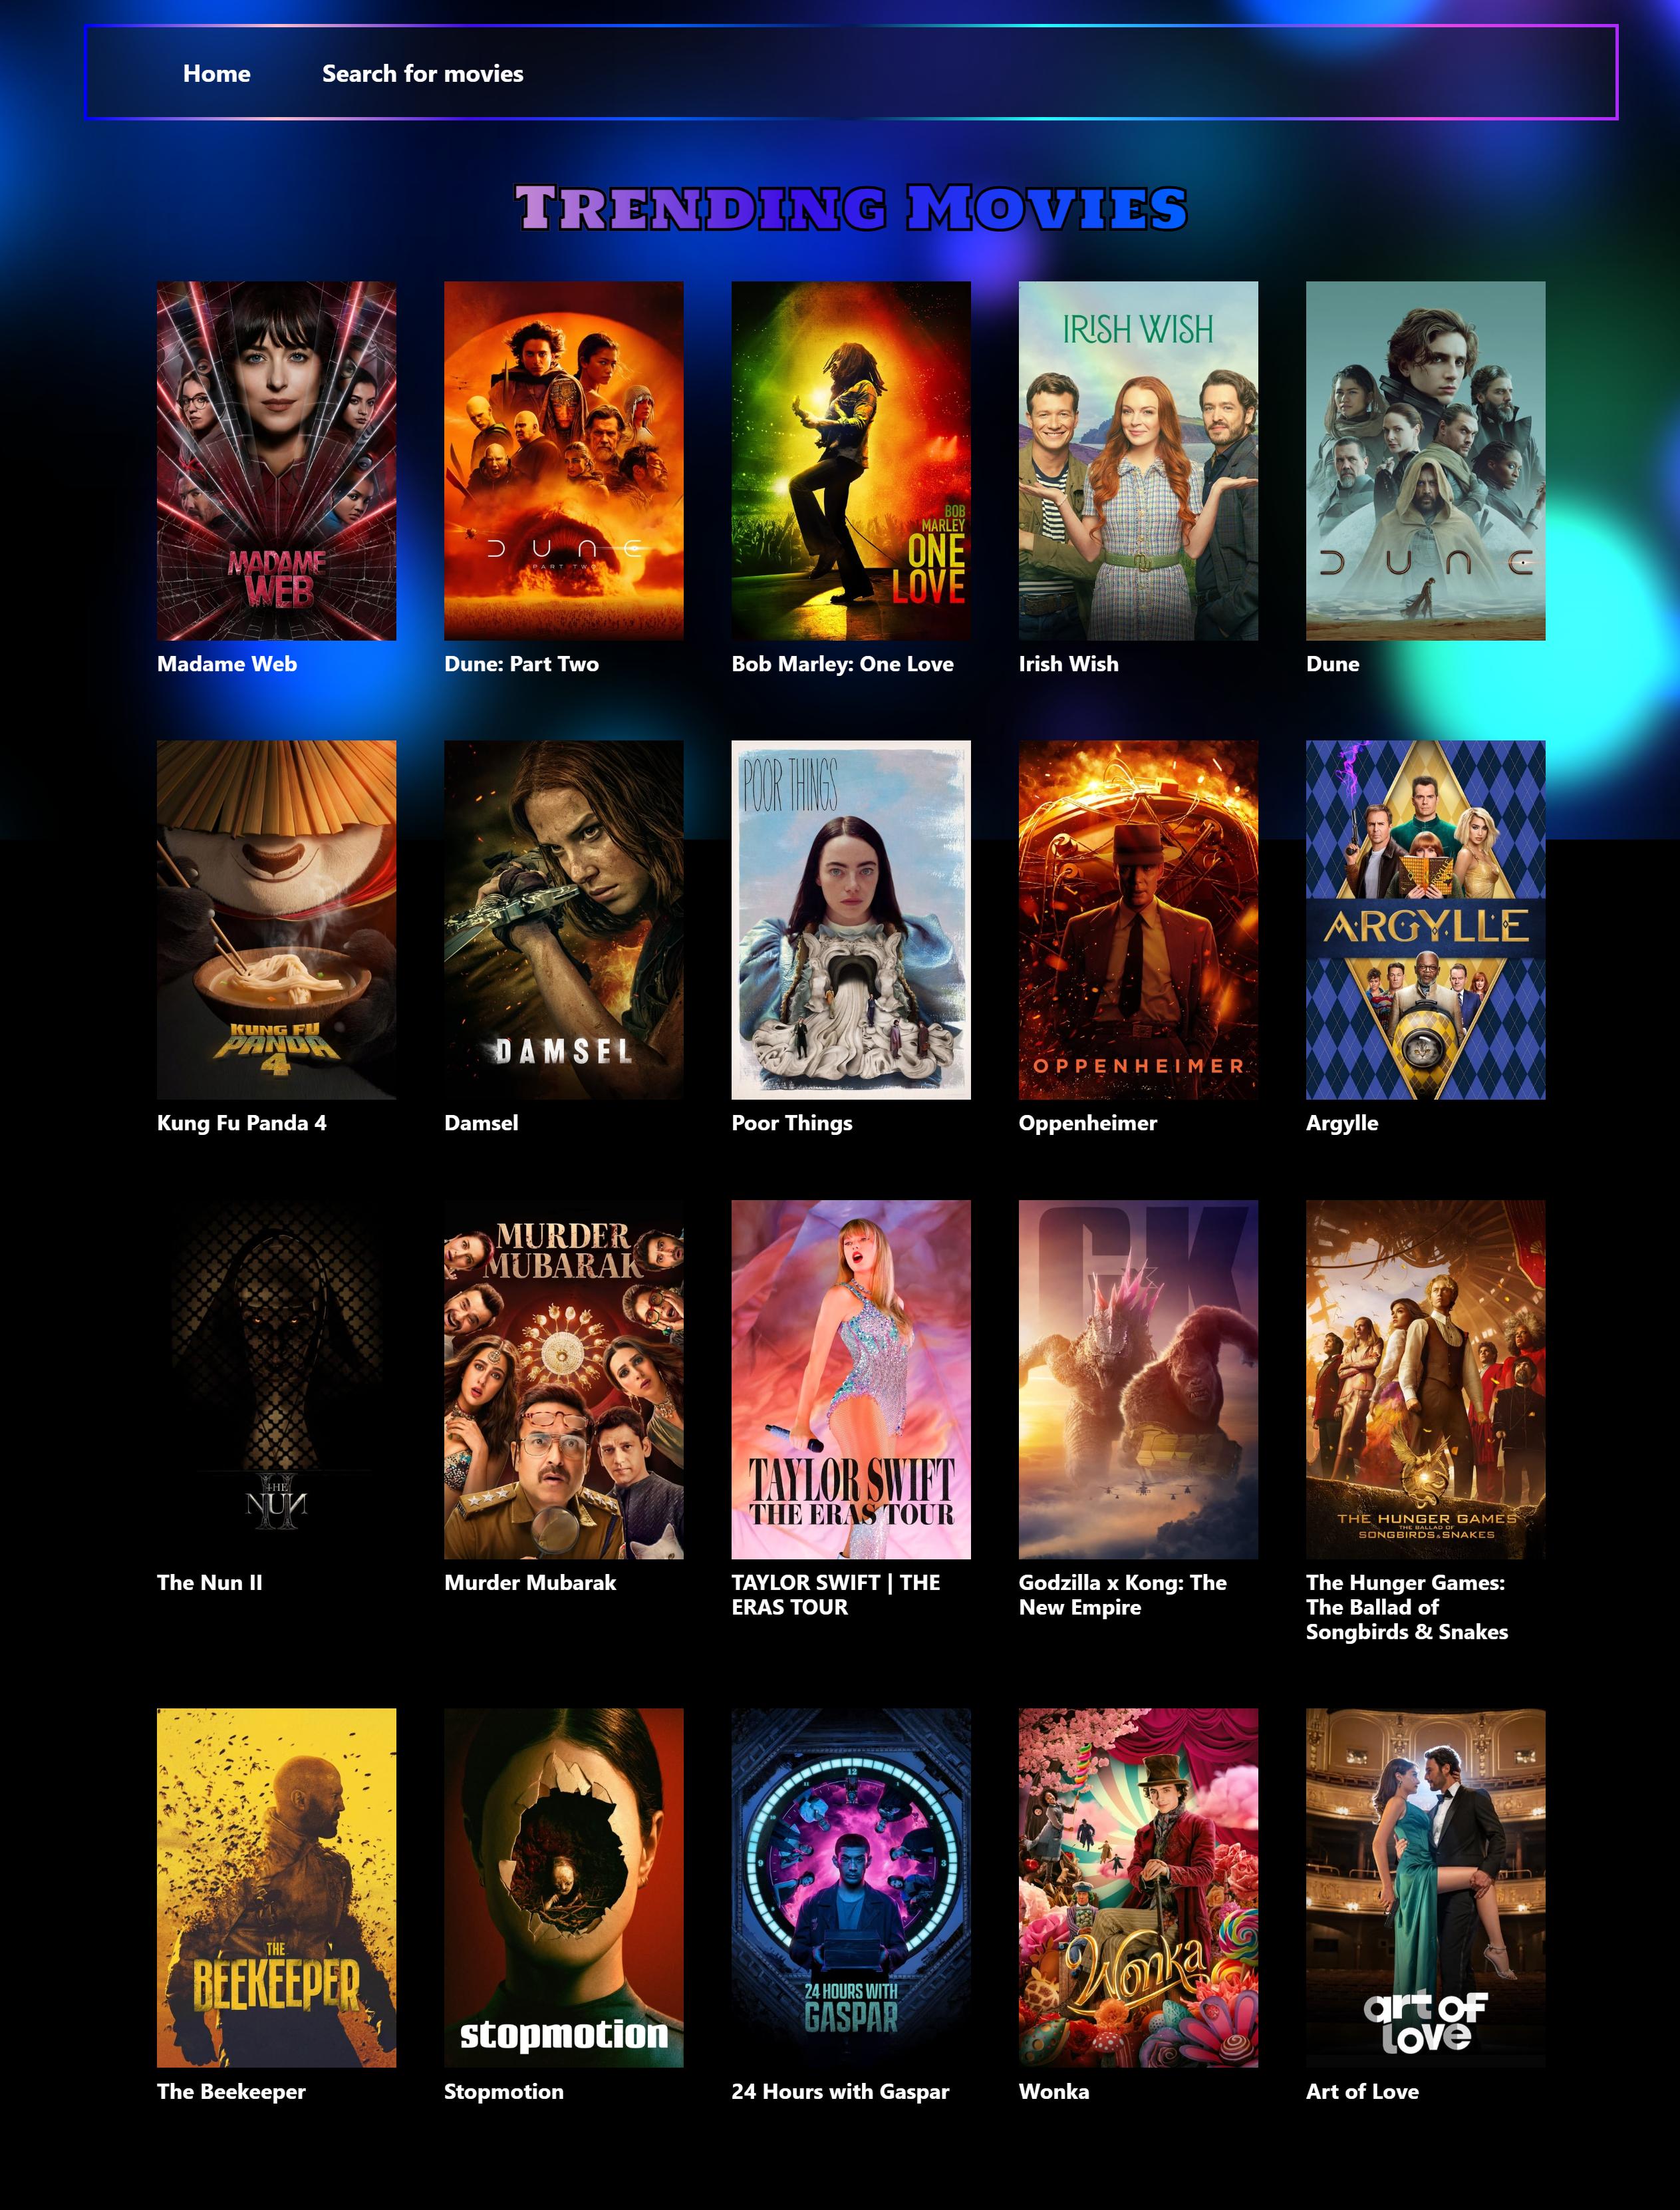 Home Search for movies
Trending Movies
MADAME
WEB
DUNE
PART TWO
BOB
MARLEY
ONE
LOVE
IRISH WISH
DUNE
Madame Web
Dune: Part Two
Bob Marley: One Love
Irish Wish
Dune
KUNG FU
PANDA
4
DAMSEL
POOR THINGS
OPPENHEIMER
ARGYLLE
Kung Fu Panda 4
Damsel
Poor Things
Oppenheimer
Argylle
THE
NUN
II
MURDER
MUBARAK
TAYLOR SWIFT
THE ERAS TOUR
GK
THE HUNGER GAMES
THE BALLAD OF
SONGBIRDS & SNAKES
The Nun II
Murder Mubarak
TAYLOR SWIFT | THE
ERAS TOUR
Godzilla x Kong: The
New Empire
The Hunger Games:
The Ballad of
Songbirds & Snakes
THE
BEEKEEPER
stopmotion
12
9
3
24 HOURS WITH
GASPAR
Wonka
art of
love
The Beekeeper
Stopmotion
24 Hours with Gaspar
Wonka
Art of Love